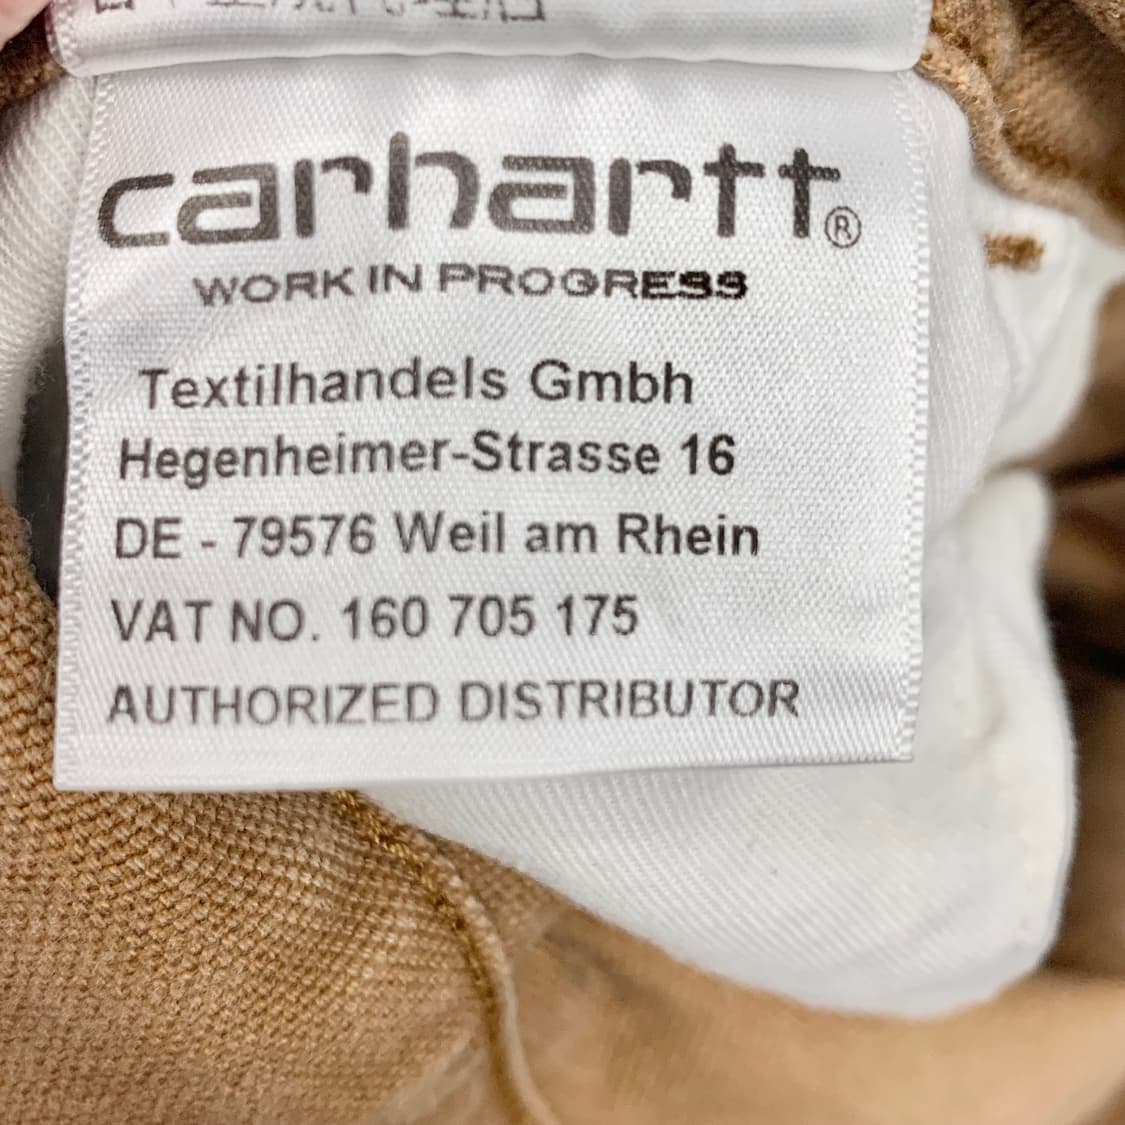 carhartt®
WORK IN PROGRESS
Textilhandels Gmbh
Hegenheimer-Strasse 16
DE - 79576 Weil am Rhein
VAT NO. 160 705 175
AUTHORIZED DISTRIBUTOR